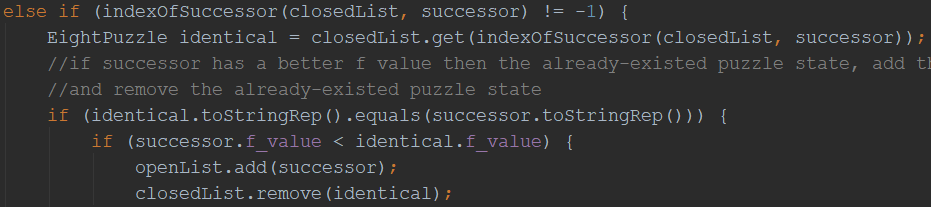 else if (indexOfSuccessor(closedList, successor) != -1) {
EightPuzzle identical = closedList.get(indexOfSuccessor(closedList, successor));
//if successor has a better f value then the already-existed puzzle state, add
//and remove the already-existed puzzle state
if (identical.toStringRep().equals(successor.toStringRep())) {
if (successor.f_value < identical.f_value) {
openList.add(successor);
closedList.remove(identical);